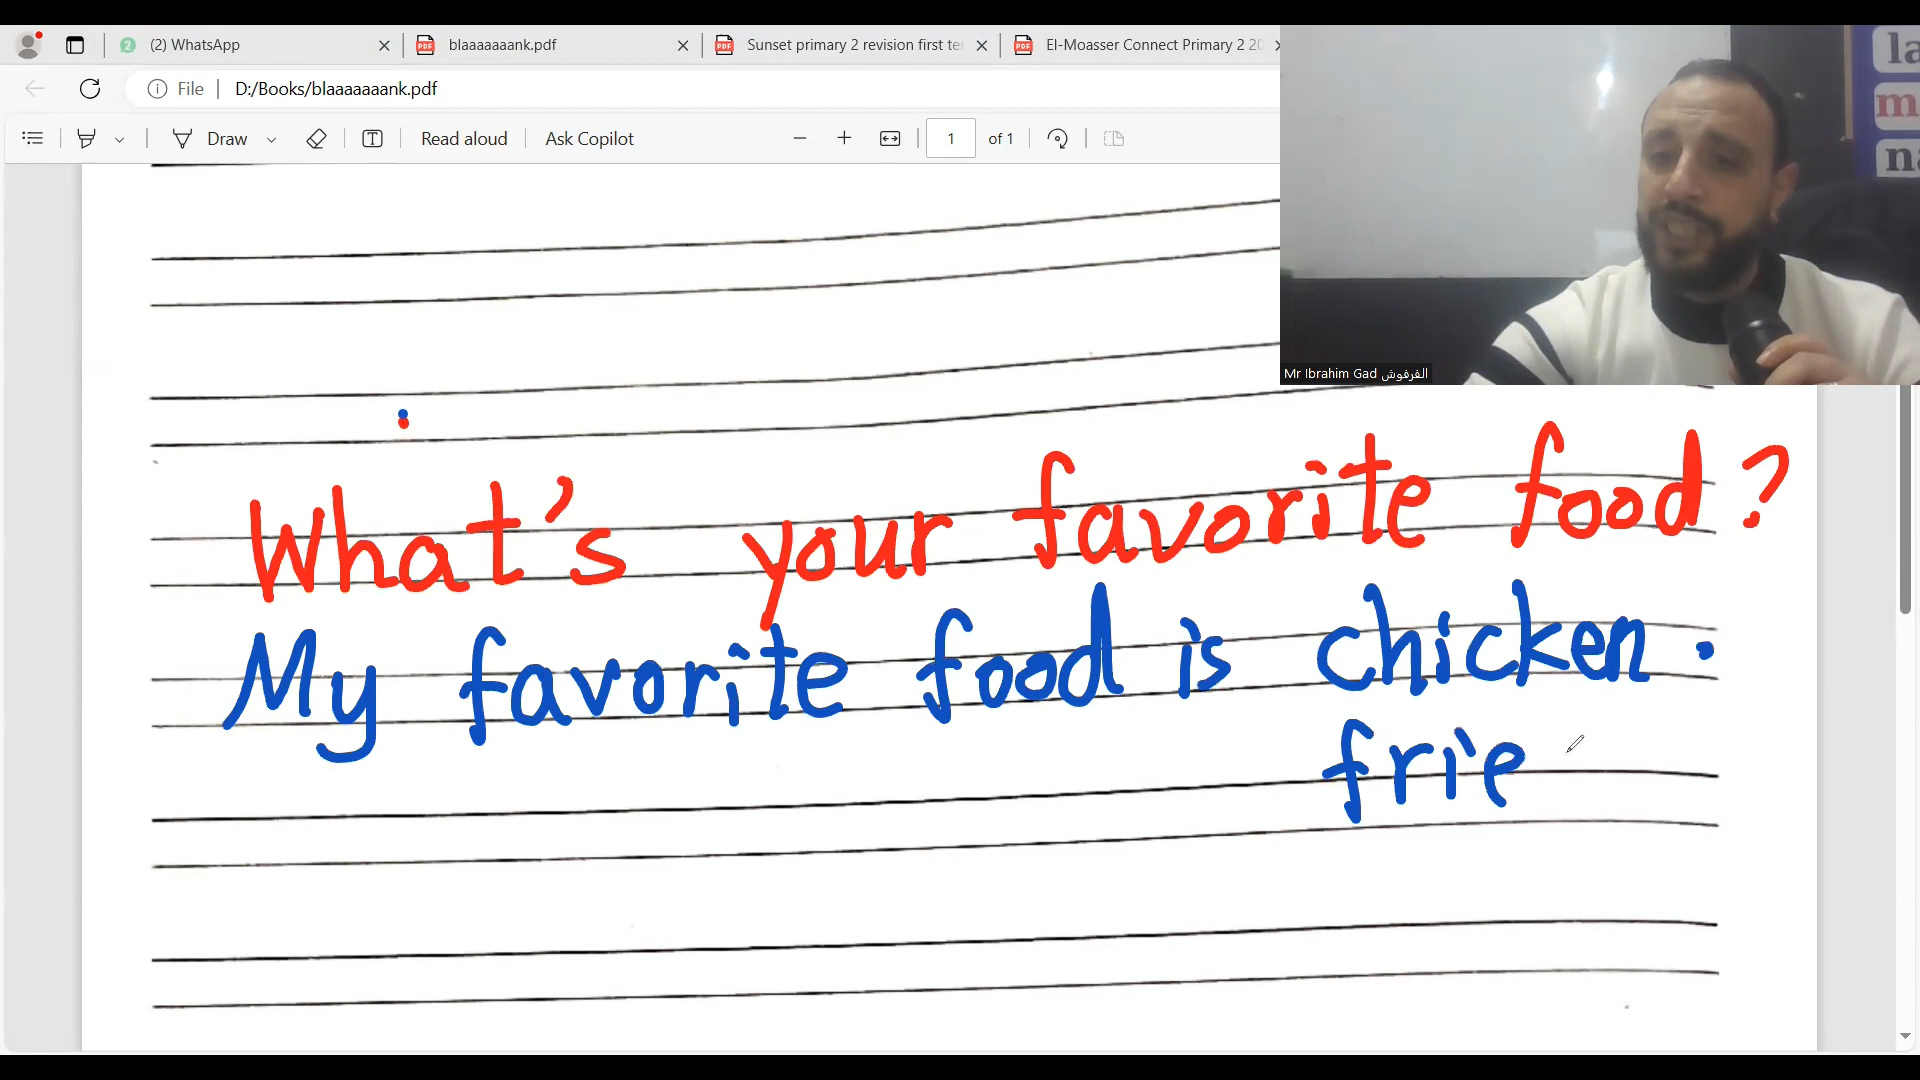 (2) WhatsApp
blaaaaaaank.pdf
Sunset primary 2 revision first te
El-Moasser Connect Primary 2 20
File
D:/Books/blaaaaaaank.pdf
Draw
Read aloud
Ask Copilot
1 of 1
la
m
na
Mr Ibrahim Gad الفرفوش
What's your favorite food?
My favorite food is chicken.
frie